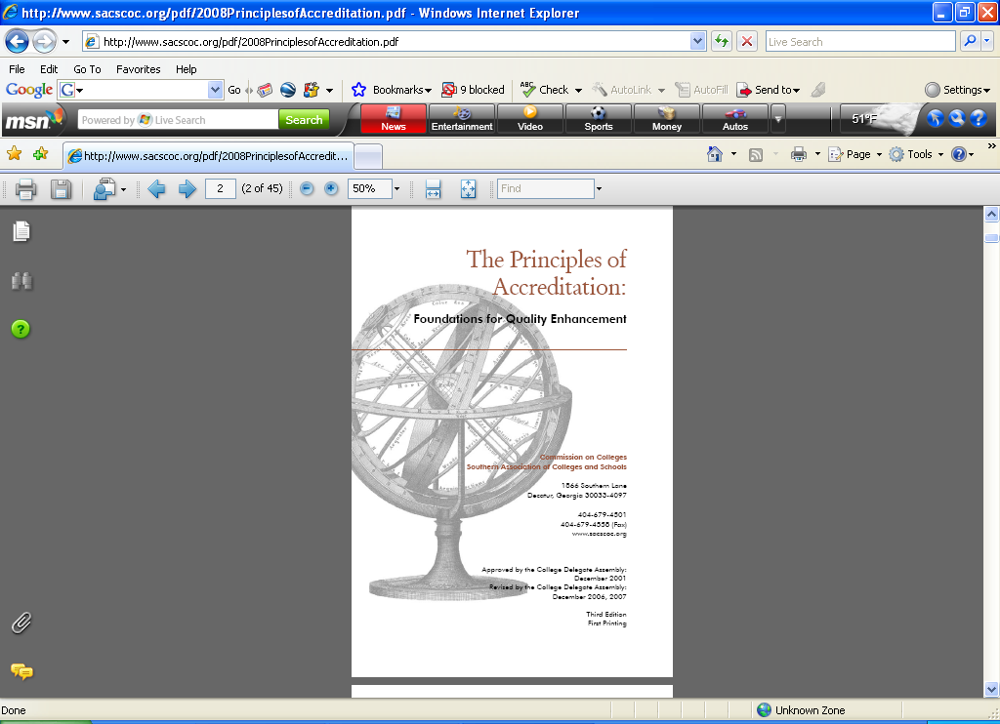 http://www.sacscoc.org/pdf/2008PrinciplesofAccreditation.pdf - Windows Internet Explorer
http://www.sacscoc.org/pdf/2008PrinciplesofAccreditation.pdf
Live Search
File Edit Go To Favorites Help
Google G Go Bookmarks 9 blocked ABC Check AutoLink AutoFill Send to Settings
msn Powered by Live Search Search News Entertainment Video Sports Money Autos 51°F
http://www.sacscoc.org/pdf/2008PrinciplesofAccredit... Page Tools
2 (2 of 45) 50% Find
The Principles of
Accreditation:
Foundations for Quality Enhancement
Commission on Colleges
Southern Association of Colleges and Schools
1866 Southern Lane
Decatur, Georgia 30033-4097
404-679-4501
404-679-4558 (Fax)
www.sacscoc.org
Approved by the College Delegate Assembly:
December 2001
Revised by the College Delegate Assembly:
December 2006, 2007
Third Edition
First Printing
Done Unknown Zone